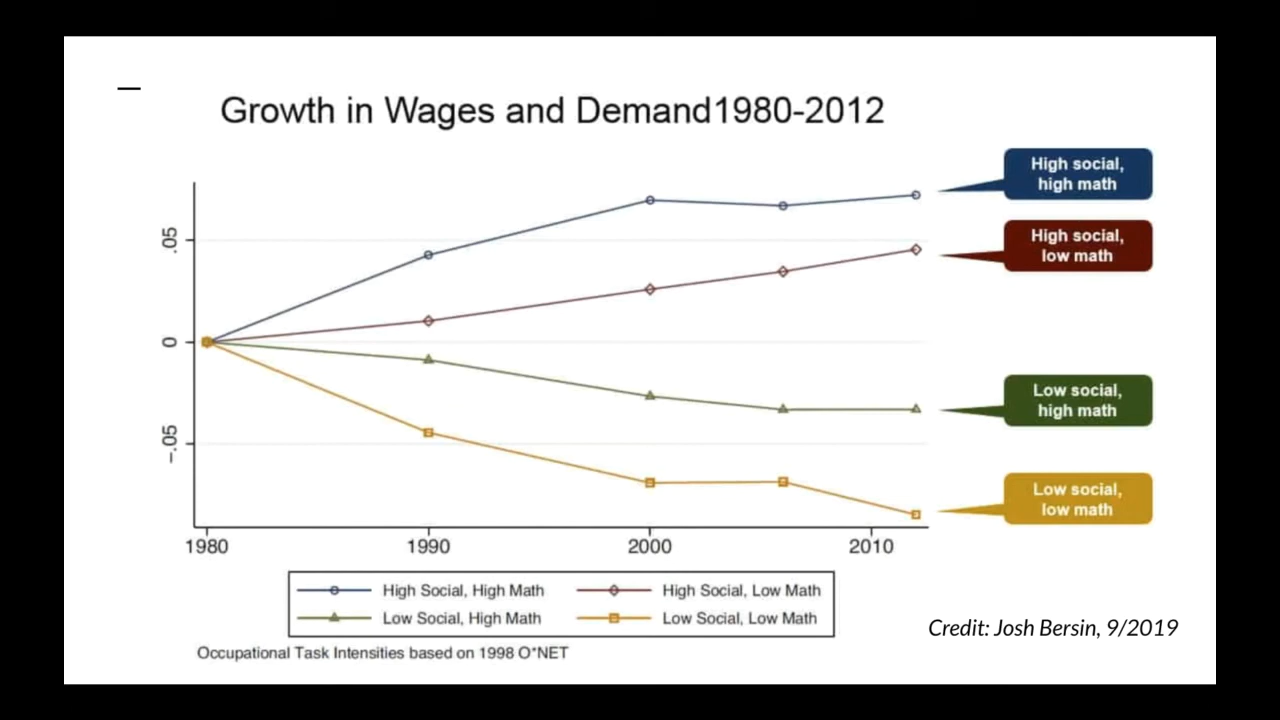 Growth in Wages and Demand1980-2012
High social,
high math
High social,
low math
Low social,
high math
Low social,
low math
.05
0
−.05
1980 1990 2000 2010
High Social, High Math High Social, Low Math
Low Social, High Math Low Social, Low Math
Credit: Josh Bersin, 9/2019
Occupational Task Intensities based on 1998 O*NET